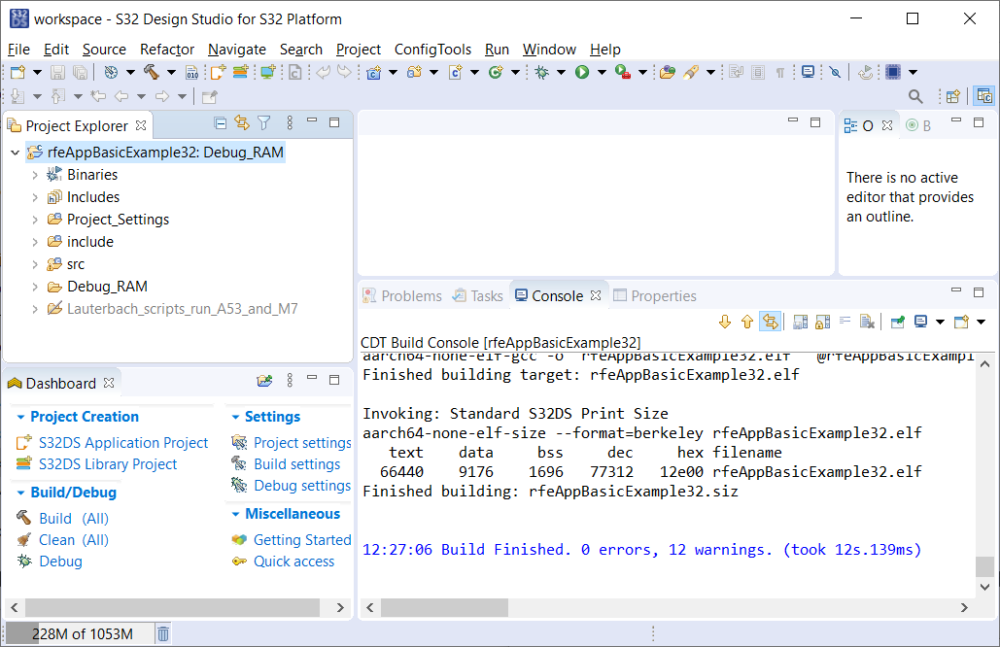 workspace - S32 Design Studio for S32 Platform
File Edit Source Refactor Navigate Search Project ConfigTools Run Window Help
Project Explorer
rfeAppBasicExample32: Debug_RAM
Binaries
Includes
Project_Settings
include
src
Debug_RAM
Lauterbach_scripts_run_A53_and_M7
O
B
There is no active
editor that provides
an outline.
Dashboard
Project Creation
S32DS Application Project
S32DS Library Project
Build/Debug
Build (All)
Clean (All)
Debug
Settings
Project settings
Build settings
Debug settings
Miscellaneous
Getting Started
Quick access
Problems Tasks Console Properties
CDT Build Console [rfeAppBasicExample32]
aarch64-none-elf-gcc -o "rfeAppBasicExample32.elf" "@rfeAppBasicExampl
Finished building target: rfeAppBasicExample32.elf
Invoking: Standard S32DS Print Size
aarch64-none-elf-size --format=berkeley rfeAppBasicExample32.elf
text data bss dec hex filename
66440 9176 1696 77312 12e00 rfeAppBasicExample32.elf
Finished building: rfeAppBasicExample32.siz
12:27:06 Build Finished. 0 errors, 12 warnings. (took 12s.139ms)
228M of 1053M